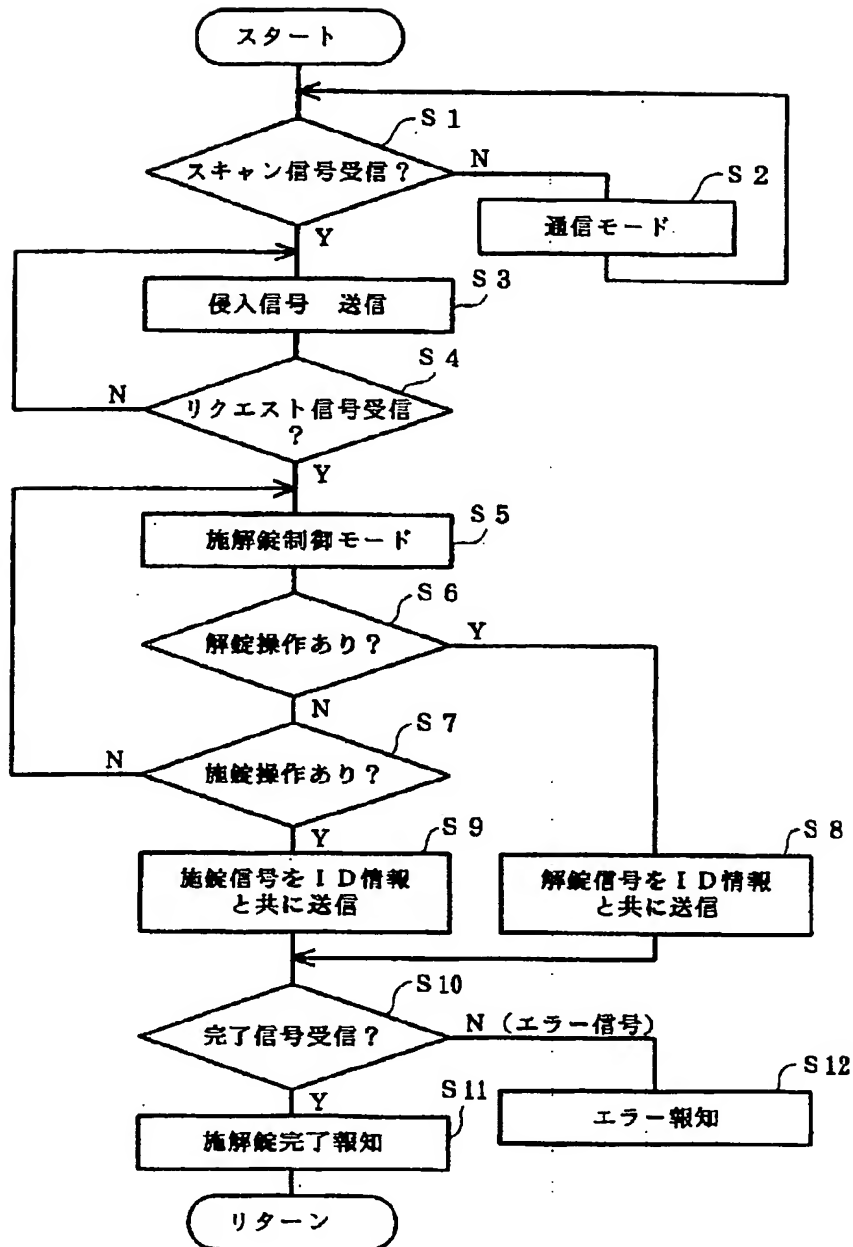 スタート
S1
スキャン信号受信？
N
S2
通信モード
Y
侵入信号　送信
S3
S4
N
リクエスト信号受信
？
Y
S5
施解錠制御モード
S6
解錠操作あり？
Y
N
S7
N
施錠操作あり？
Y
S9
S8
施錠信号をID情報
と共に送信
解錠信号をID情報
と共に送信
S10
完了信号受信？
N（エラー信号）
S12
Y
S11
エラー報知
施解錠完了報知
リターン